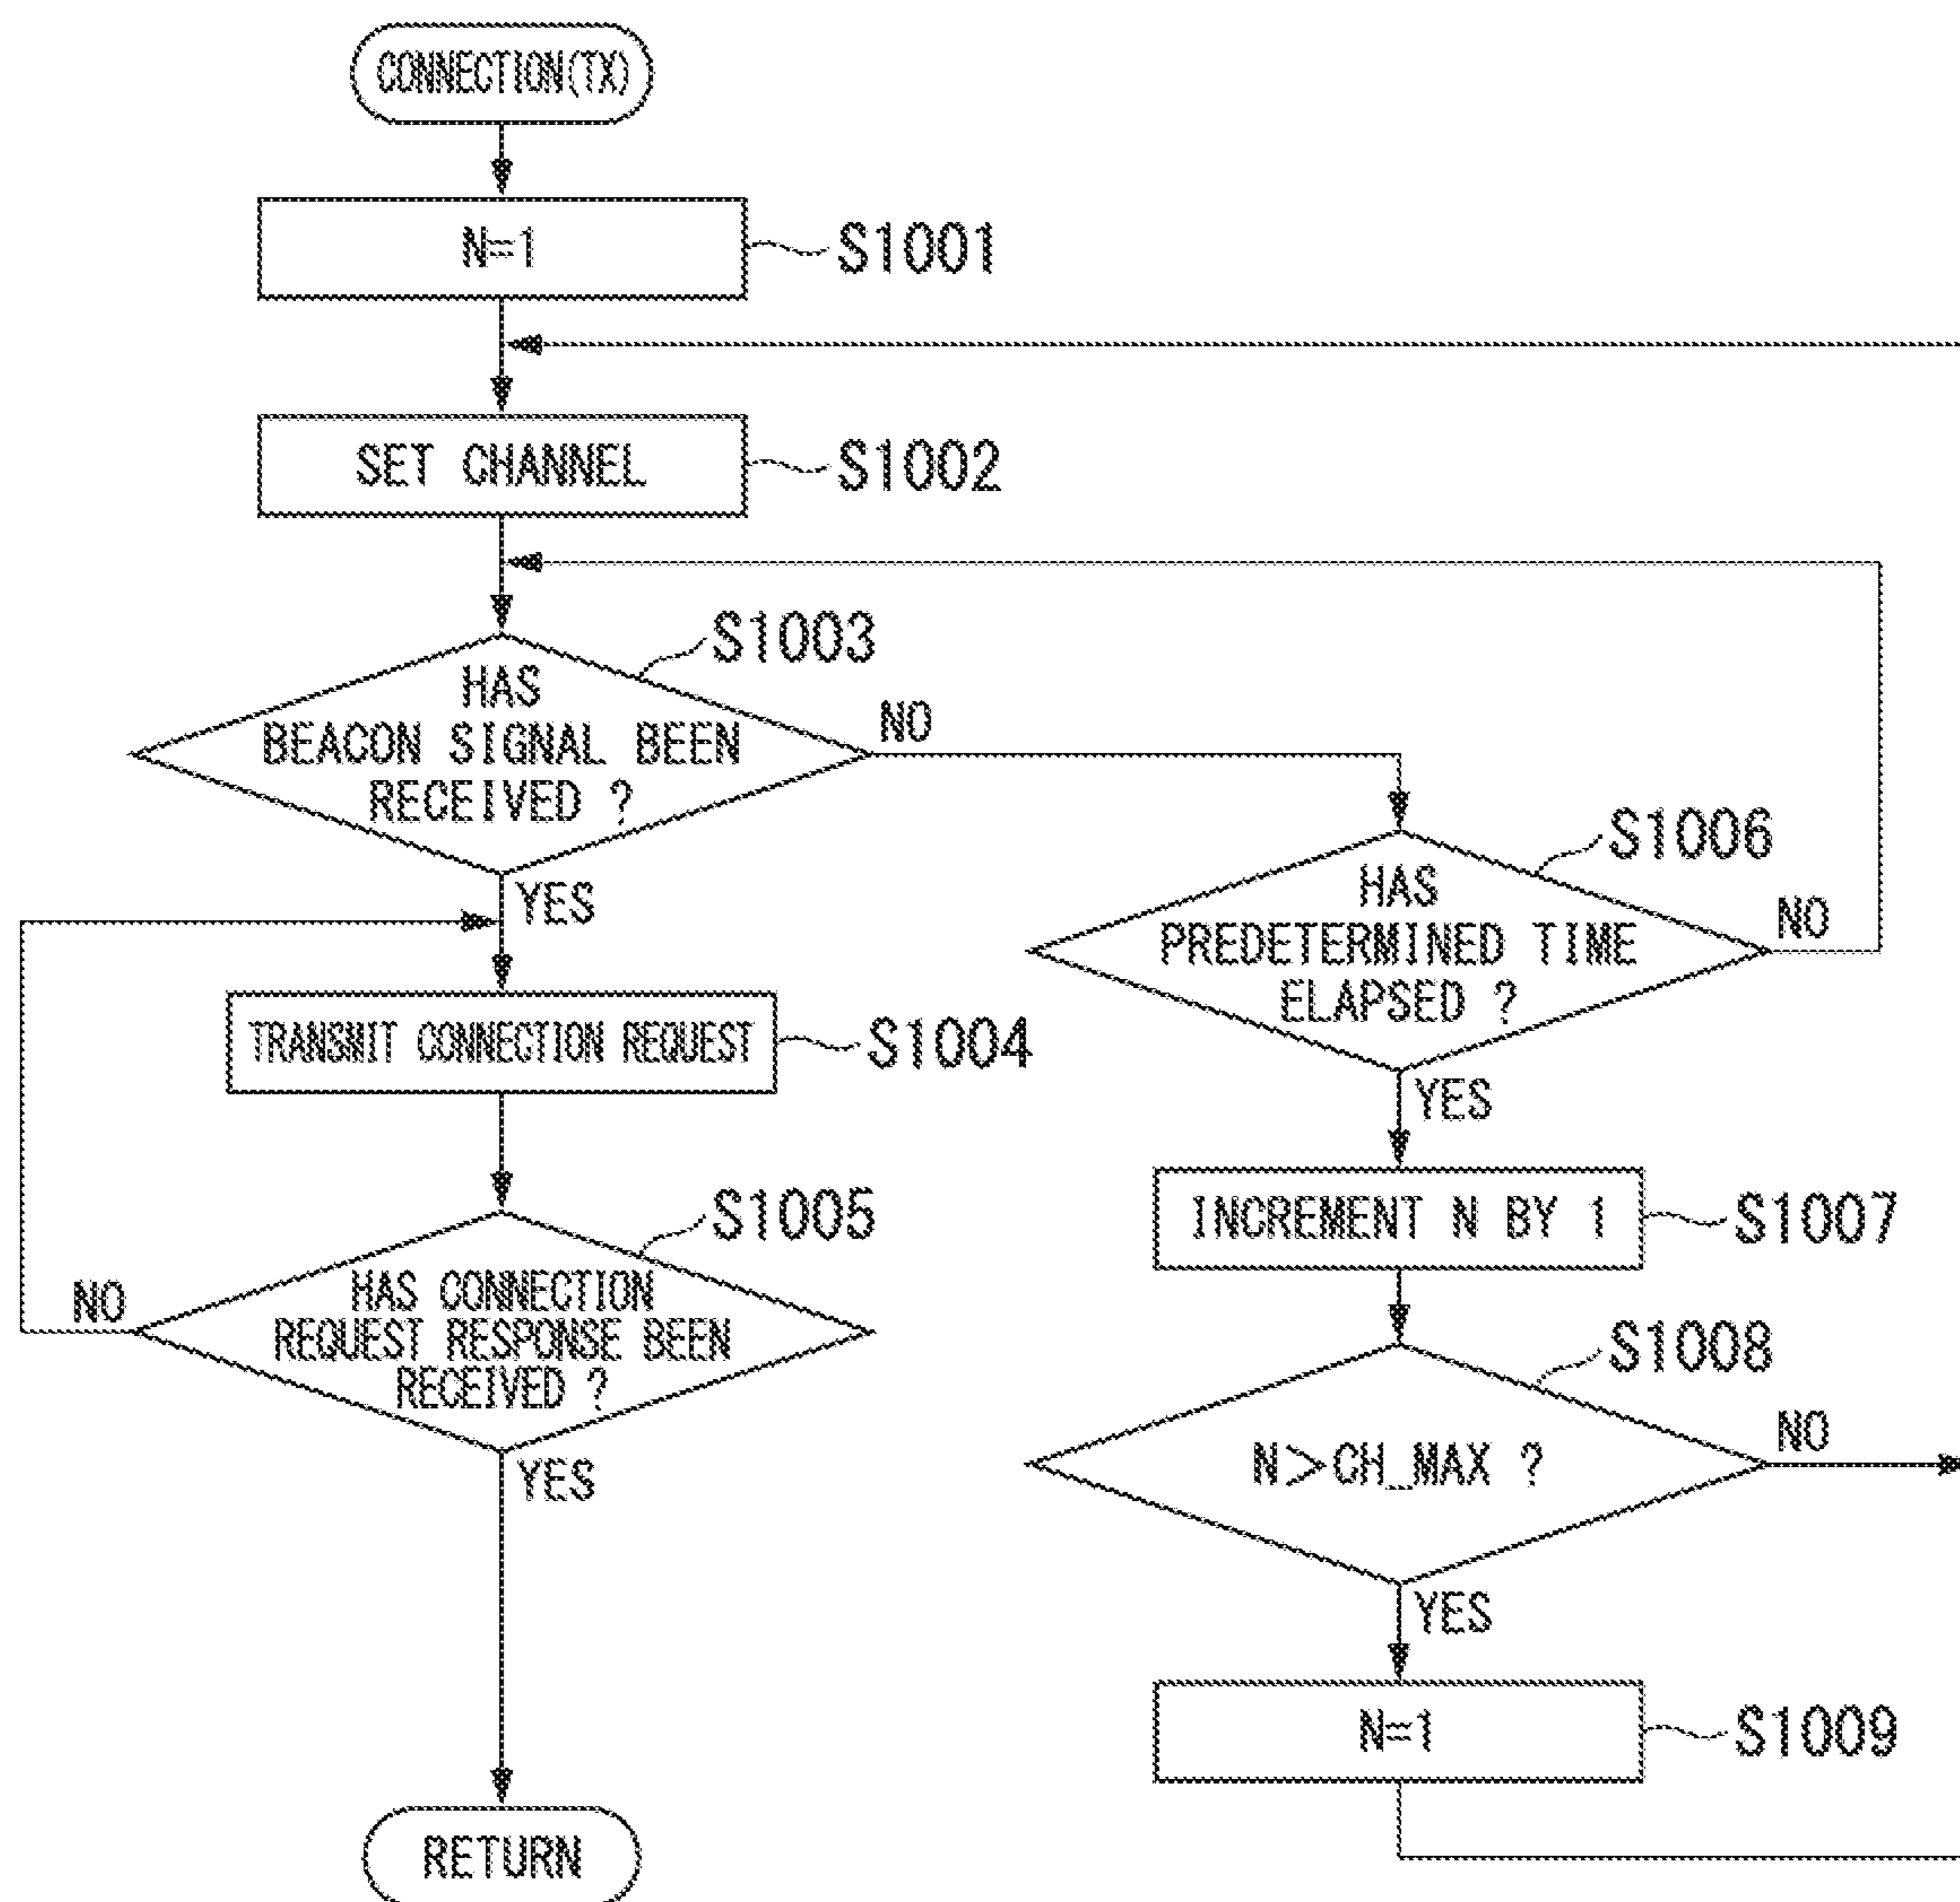 CONNECTION(TX)
N=1
S1001
SET CHANNEL
S1002
S1003
HAS
BEACON SIGNAL BEEN
RECEIVED ?
NO
YES
S1006
HAS
PREDETERMINED TIME
ELAPSED ?
NO
YES
TRANSMIT CONNECTION REQUEST
S1004
S1005
HAS CONNECTION
REQUEST RESPONSE BEEN
RECEIVED ?
NO
YES
INCREMENT N BY 1
S1007
S1008
N>CH_MAX ?
NO
YES
N=1
S1009
RETURN